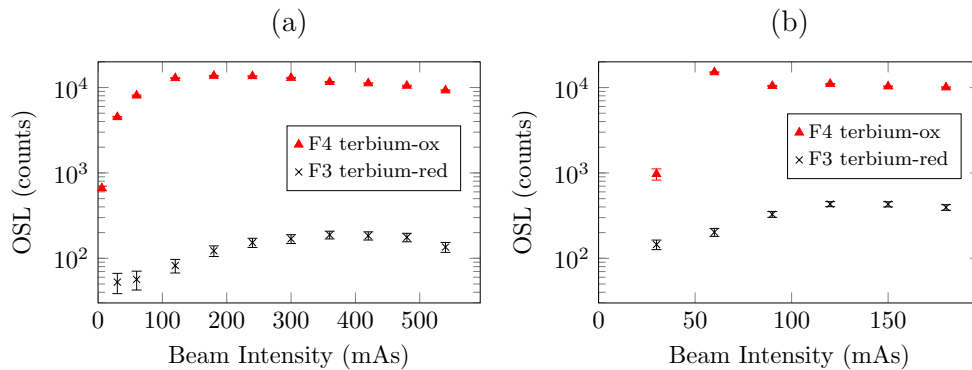 (a)
OSL (counts)
10^4
10^3
10^2
F4 terbium-ox
F3 terbium-red
0 100 200 300 400 500
Beam Intensity (mAs)
(b)
OSL (counts)
10^4
10^3
10^2
F4 terbium-ox
F3 terbium-red
0 50 100 150
Beam Intensity (mAs)